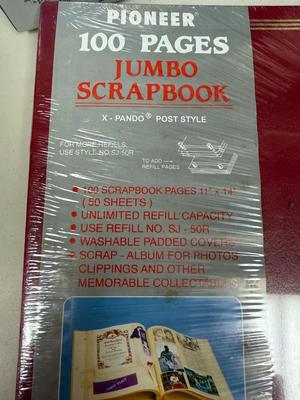 PIONEER®
100 PAGES
JUMBO
SCRAPBOOK
X - PANDO® POST STYLE
FOR MORE REFILLS,
USE STYLE NO. SJ-50R
TO ADD
REFILL PAGES
• 100 SCRAPBOOK PAGES 11" x 14"
( 50 SHEETS )
• UNLIMITED REFILL CAPACITY
• USE REFILL NO. SJ - 50R
• WASHABLE PADDED COVERS
• SCRAP - ALBUM FOR PHOTOS
CLIPPINGS AND OTHER
MEMORABLE COLLECTABLES